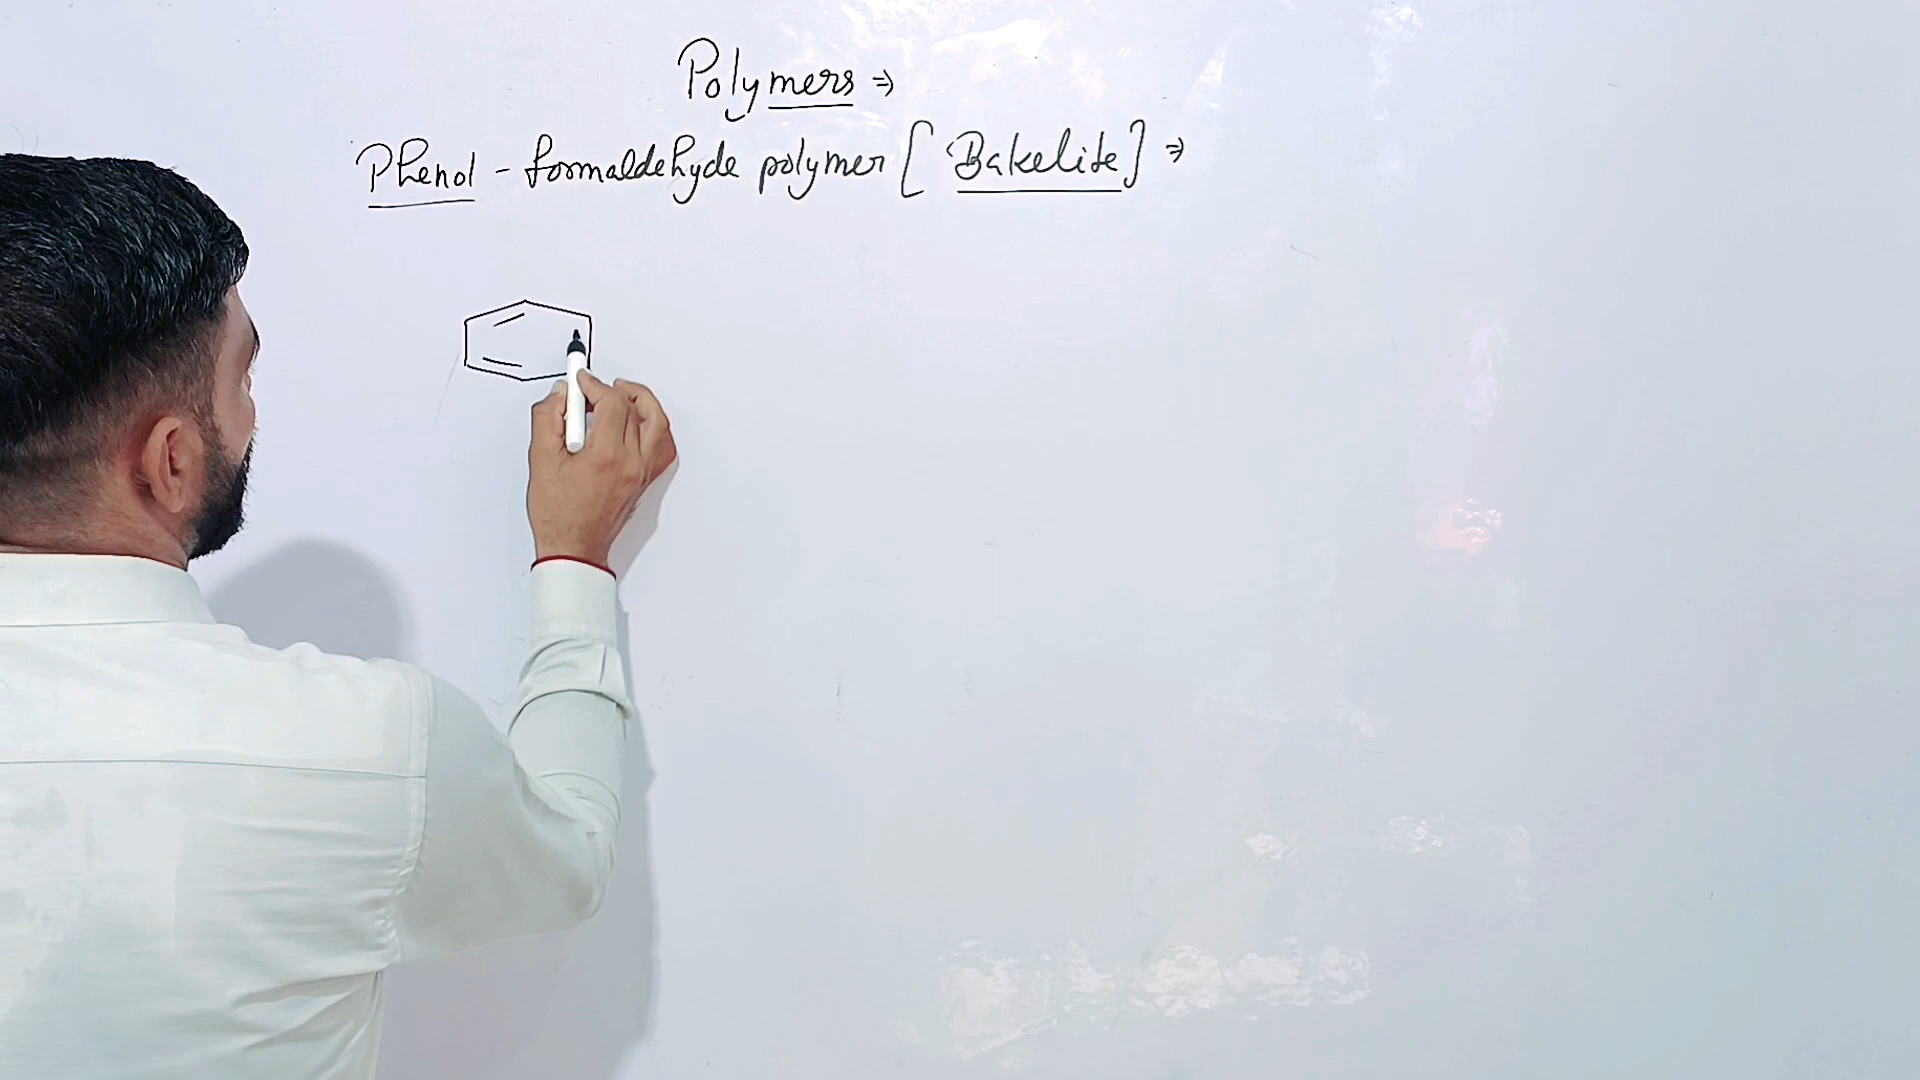 Polymers ⇒
Phenol - formaldehyde polymer [ Bakelite ] ⇒